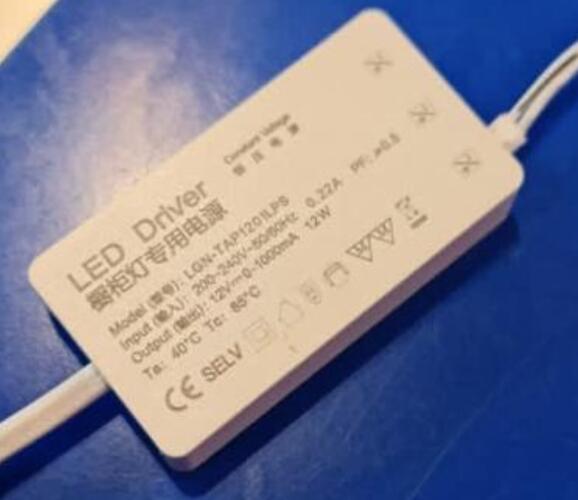 LED Driver
Constant Voltage
橱柜灯专用电源
恒压电源
Model (型号): LGN-TAP1201LPS
Input (输入): 200-240V~50/60Hz 0.22A PF: ≥0.5
Output (输出): 12V⎓0-1000mA 12W
Ta: 40°C Tc: 85°C
CE SELV